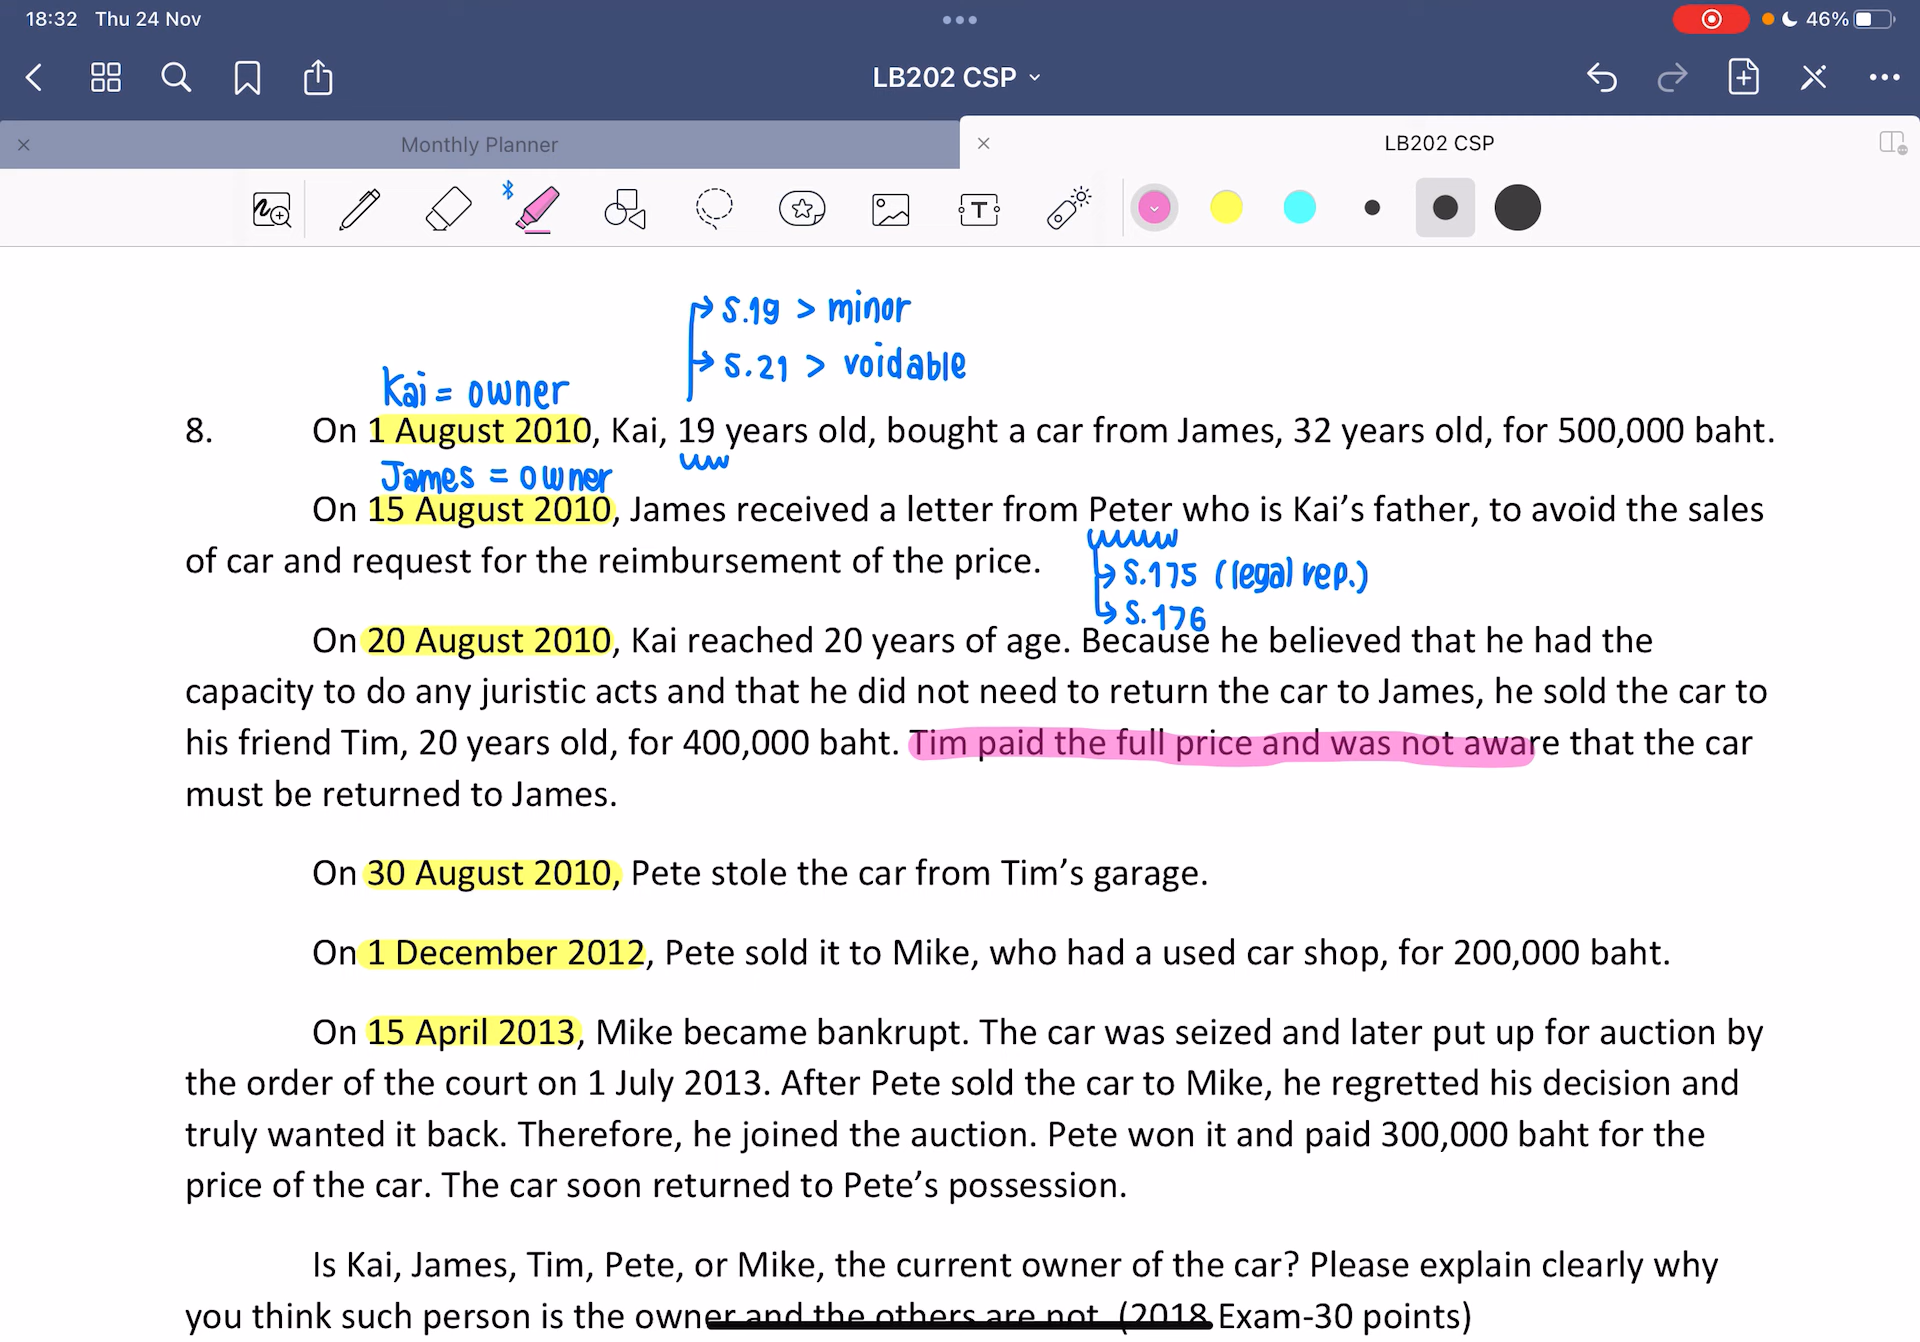 18:32 Thu 24 Nov
46%
LB202 CSP
Monthly Planner
LB202 CSP
T
S.19 > minor
S.21 > voidable
Kai = owner
8. On 1 August 2010, Kai, 19 years old, bought a car from James, 32 years old, for 500,000 baht.
James = owner
On 15 August 2010, James received a letter from Peter who is Kai’s father, to avoid the sales
of car and request for the reimbursement of the price.
S.175 (legal rep.)
S.176
On 20 August 2010, Kai reached 20 years of age. Because he believed that he had the
capacity to do any juristic acts and that he did not need to return the car to James, he sold the car to
his friend Tim, 20 years old, for 400,000 baht. Tim paid the full price and was not aware that the car
must be returned to James.
On 30 August 2010, Pete stole the car from Tim’s garage.
On 1 December 2012, Pete sold it to Mike, who had a used car shop, for 200,000 baht.
On 15 April 2013, Mike became bankrupt. The car was seized and later put up for auction by
the order of the court on 1 July 2013. After Pete sold the car to Mike, he regretted his decision and
truly wanted it back. Therefore, he joined the auction. Pete won it and paid 300,000 baht for the
price of the car. The car soon returned to Pete’s possession.
Is Kai, James, Tim, Pete, or Mike, the current owner of the car? Please explain clearly why
you think such person is the owner and the others are not. (2018 Exam-30 points)